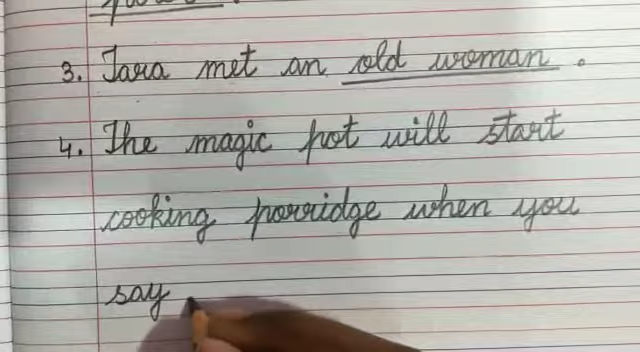 3. Tara met an old woman.
4. The magic pot will start
cooking porridge when you
say